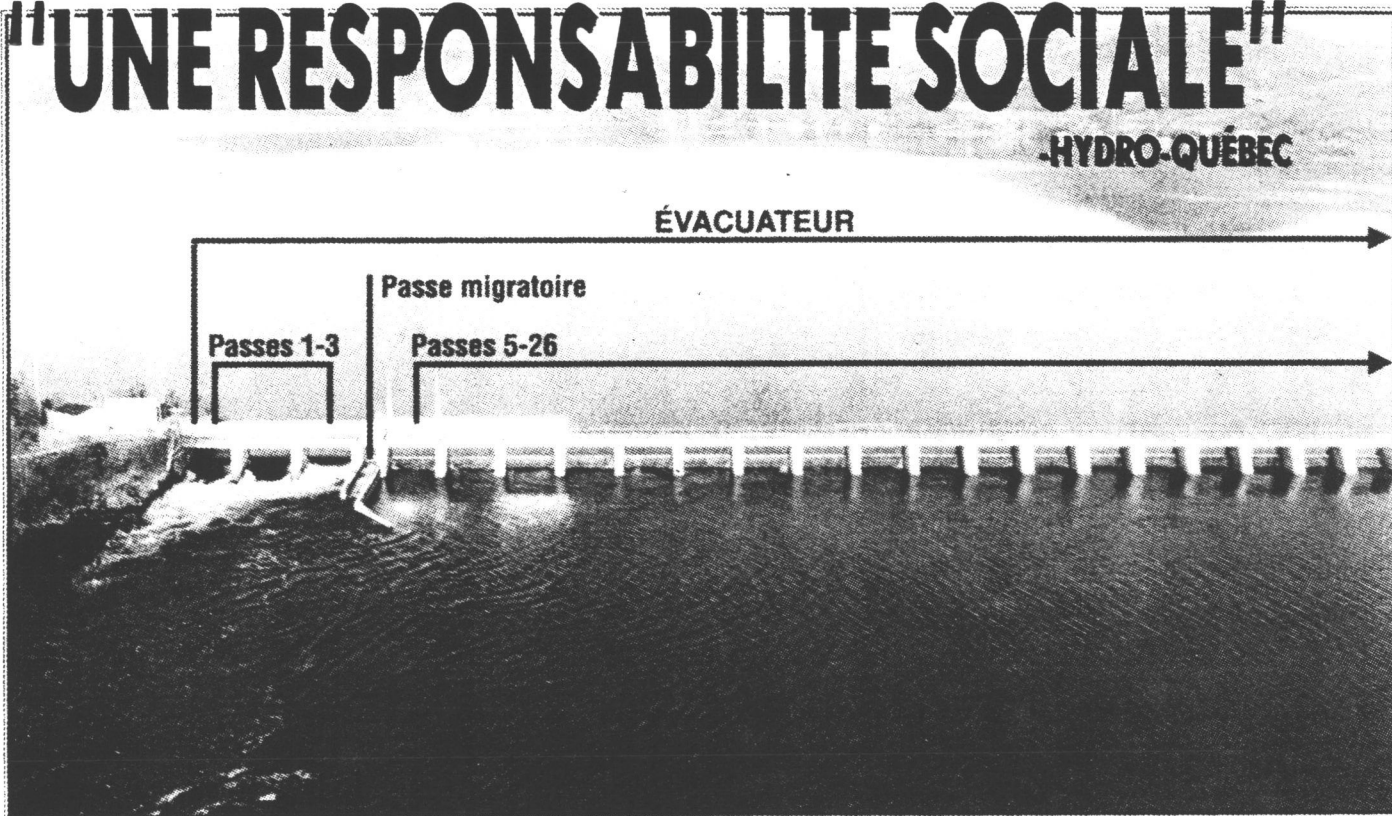 "UNE RESPONSABILITE SOCIALE"
-HYDRO-QUÉBEC
ÉVACUATEUR
Passe migratoire
Passes 1-3
Passes 5-26